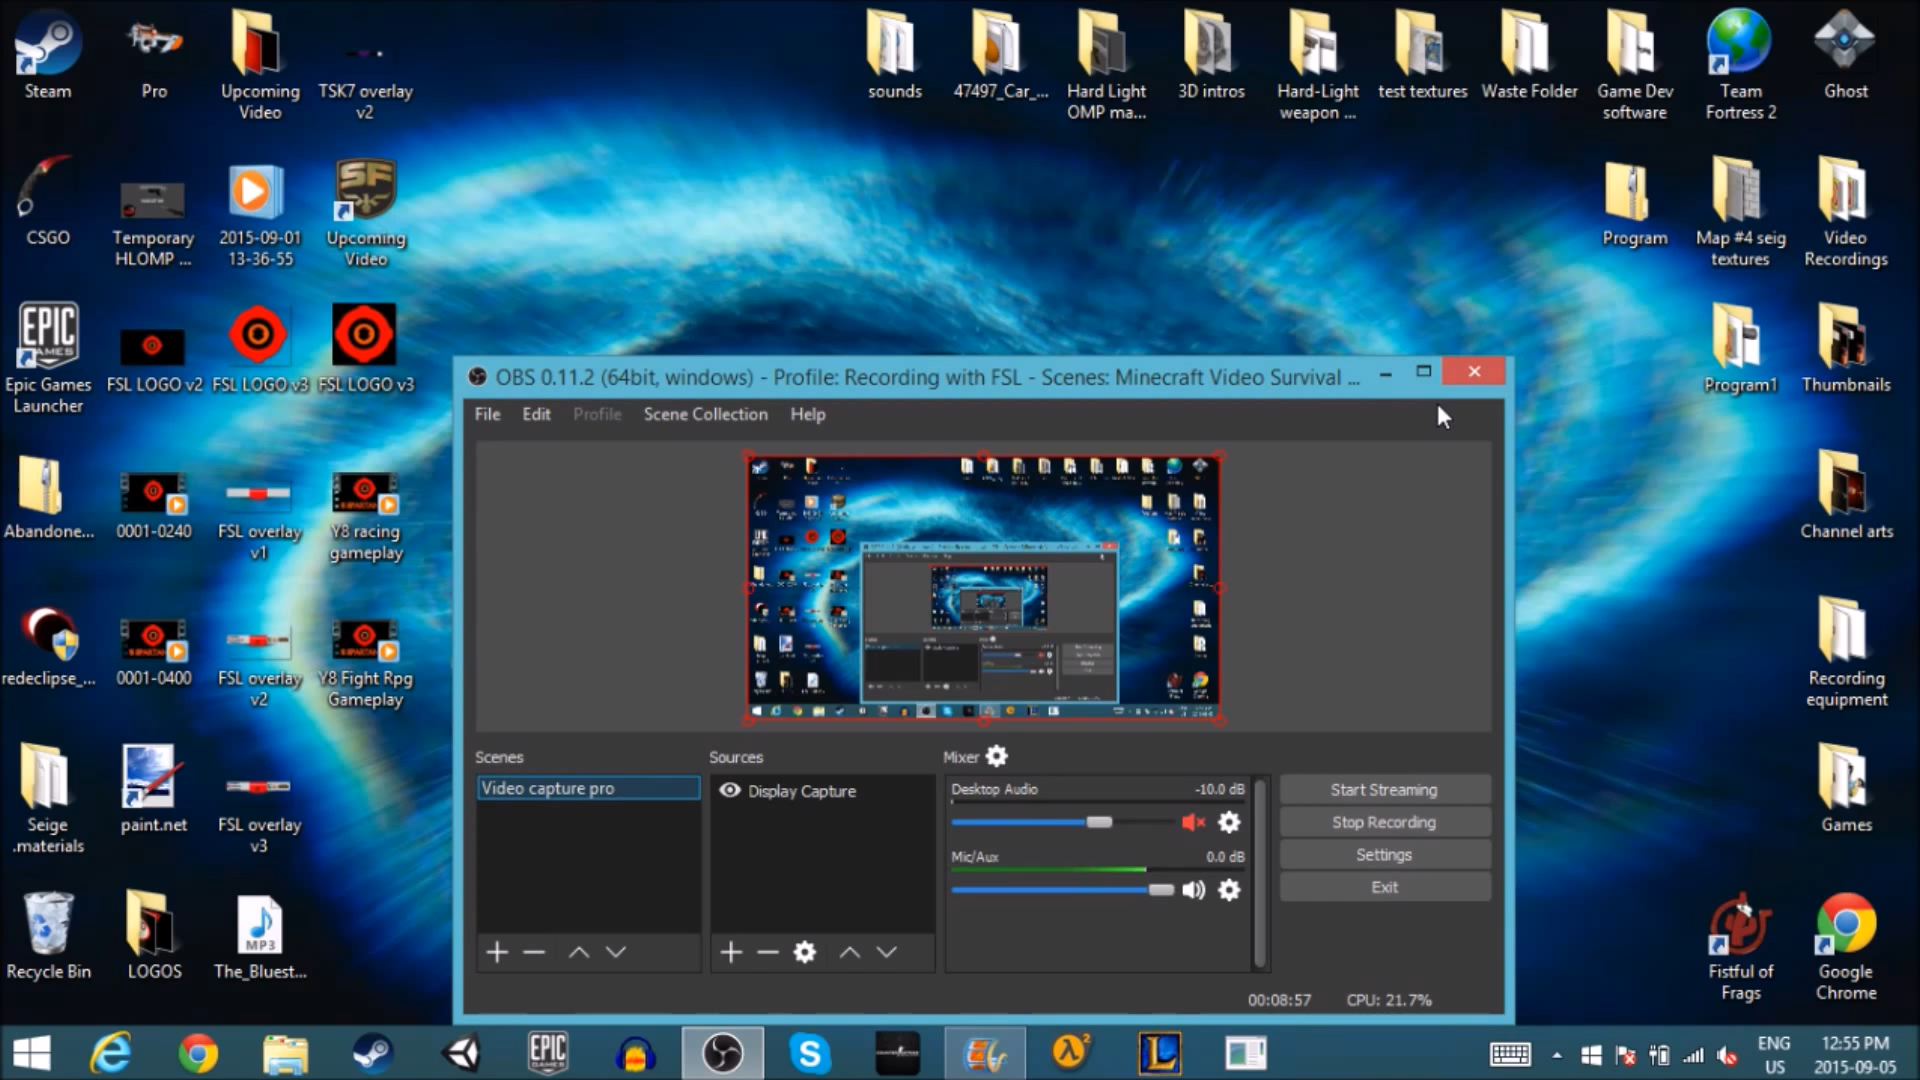 Steam
Pro
Upcoming
Video
TSK7 overlay
v2
sounds
47497_Car_...
Hard Light
OMP ma...
3D intros
Hard-Light
weapon ...
test textures
Waste Folder
Game Dev
software
Team
Fortress 2
Ghost
CSGO
Temporary
HLOMP ...
2015-09-01
13-36-55
SF
Upcoming
Video
Program
Map #4 seig
textures
Video
Recordings
EPIC
GAMES
Epic Games
Launcher
FSL LOGO v2
FSL LOGO v3
FSL LOGO v3
Program1
Thumbnails
Abandone...
0001-0240
FSL overlay
v1
Y8 racing
gameplay
Channel arts
redeclipse_...
0001-0400
FSL overlay
v2
Y8 Fight Rpg
Gameplay
Recording
equipment
Seige
.materials
paint.net
FSL overlay
v3
Games
Recycle Bin
LOGOS
MP3
The_Bluest...
Fistful of
Frags
Google
Chrome
OBS 0.11.2 (64bit, windows) - Profile: Recording with FSL - Scenes: Minecraft Video Survival ...
File Edit Profile Scene Collection Help
Scenes
Video capture pro
Sources
Display Capture
Mixer
Desktop Audio -10.0 dB
Mic/Aux 0.0 dB
Start Streaming
Stop Recording
Settings
Exit
00:08:57 CPU: 21.7%
EPIC
GAMES
ENG
US
12:55 PM
2015-09-05